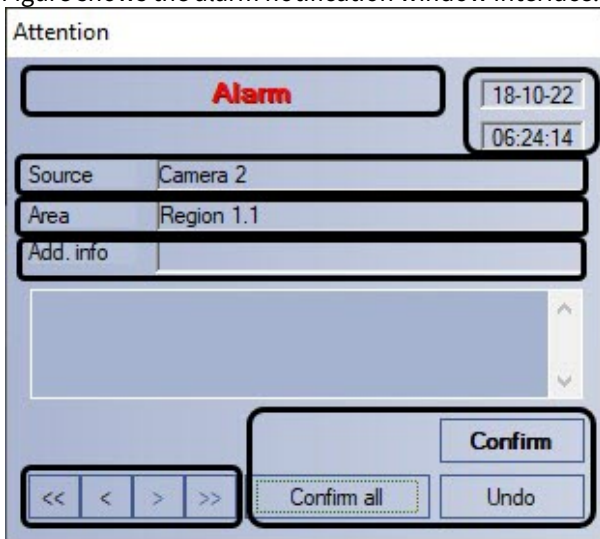 Figure shows the alarm notification window interface.
Attention
Alarm
18-10-22
06:24:14
Source Camera 2
Area Region 1.1
Add. info
Confirm
<< < > >> Confirm all Undo